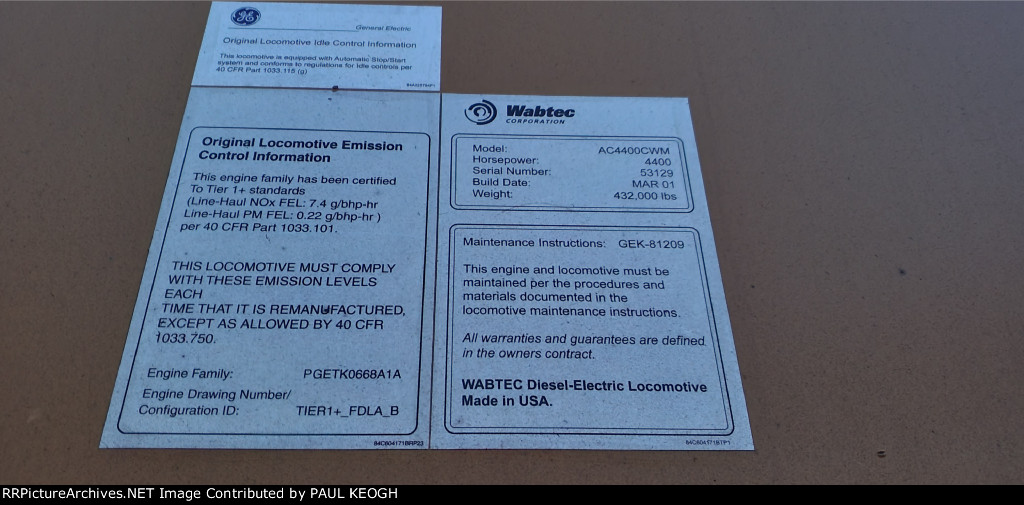 GE
General Electric
Original Locomotive Idle Control Information
This locomotive is equipped with Automatic Stop/Start
system and conforms to regulations for Idle controls per
40 CFR Part 1033.115 (g)
Original Locomotive Emission
Control Information
This engine family has been certified
To Tier 1+ standards
(Line-Haul NOx FEL: 7.4 g/bhp-hr
Line-Haul PM FEL: 0.22 g/bhp-hr )
per 40 CFR Part 1033.101.
THIS LOCOMOTIVE MUST COMPLY
WITH THESE EMISSION LEVELS
EACH
TIME THAT IT IS REMANUFACTURED,
EXCEPT AS ALLOWED BY 40 CFR
1033.750.
Engine Family: PGETK0668A1A
Engine Drawing Number/
Configuration ID: TIER1+_FDLA_B
84C604171BRP23
Wabtec
CORPORATION
Model: AC4400CWM
Horsepower: 4400
Serial Number: 53129
Build Date: MAR 01
Weight: 432,000 lbs
Maintenance Instructions: GEK-81209
This engine and locomotive must be
maintained per the procedures and
materials documented in the
locomotive maintenance instructions.
All warranties and guarantees are defined
in the owners contract.
WABTEC Diesel-Electric Locomotive
Made in USA.
84C604171BTP1
RRPictureArchives.NET Image Contributed by PAUL KEOGH